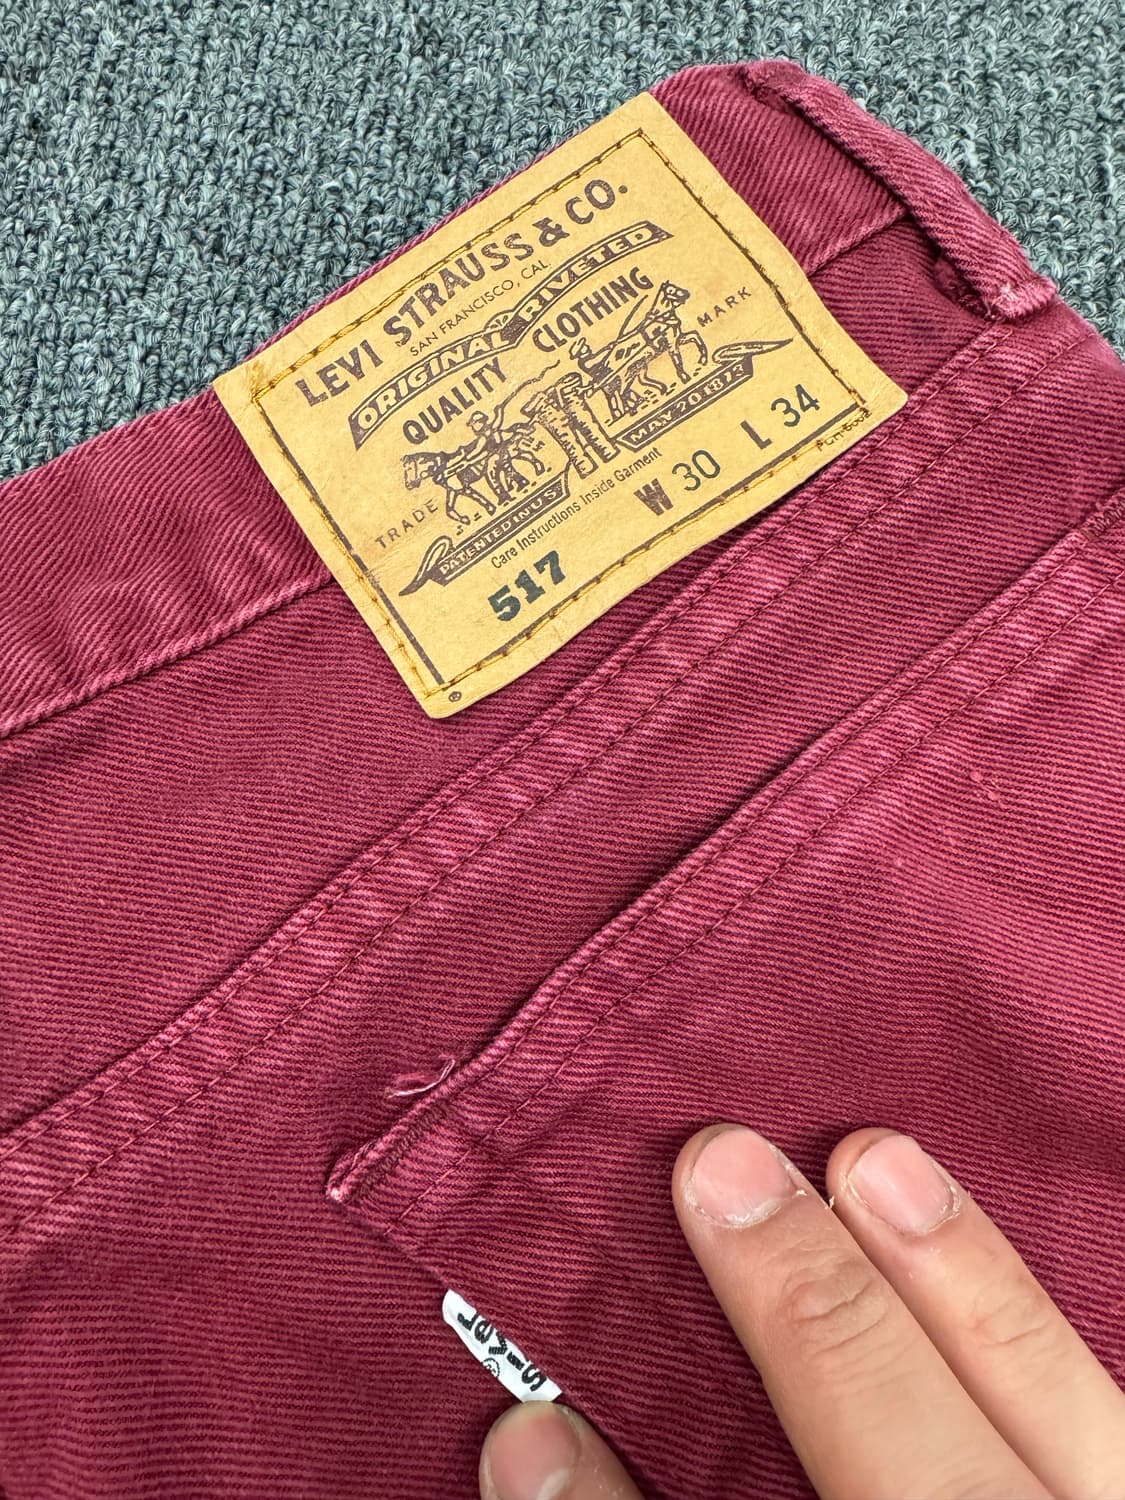 LEVI STRAUSS & CO.
SAN FRANCISCO, CAL
ORIGINAL RIVETED
QUALITY CLOTHING
TRADE MARK
PATENTED IN U S MAY 20 1873
Care Instructions Inside Garment
W 30 L 34
517
®